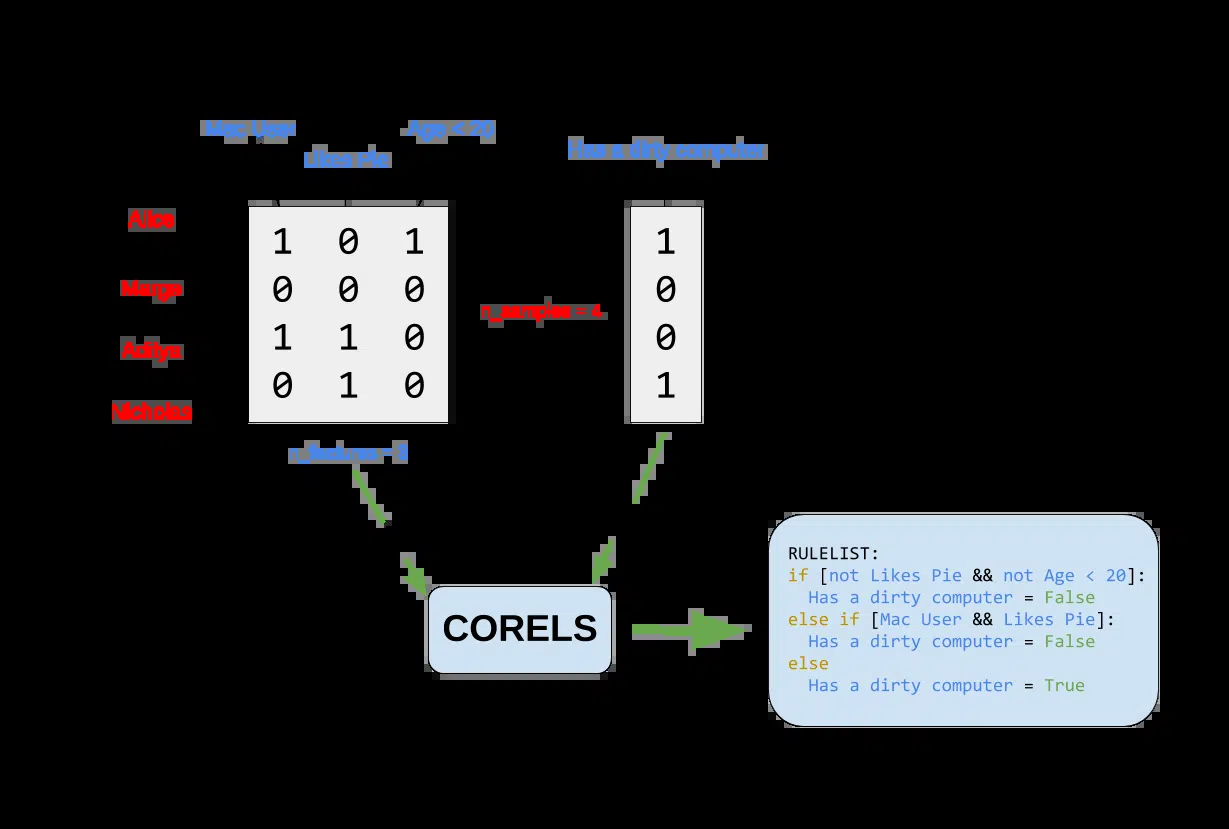 Mac User
Age < 20
Likes Pie
Has a dirty computer
Alice
Marge
Aditya
Nicholas
1 0 1
0 0 0
1 1 0
0 1 0
1
0
0
1
n_samples = 4
n_features = 3
CORELS
RULELIST:
if [not Likes Pie && not Age < 20]:
Has a dirty computer = False
else if [Mac User && Likes Pie]:
Has a dirty computer = False
else
Has a dirty computer = True